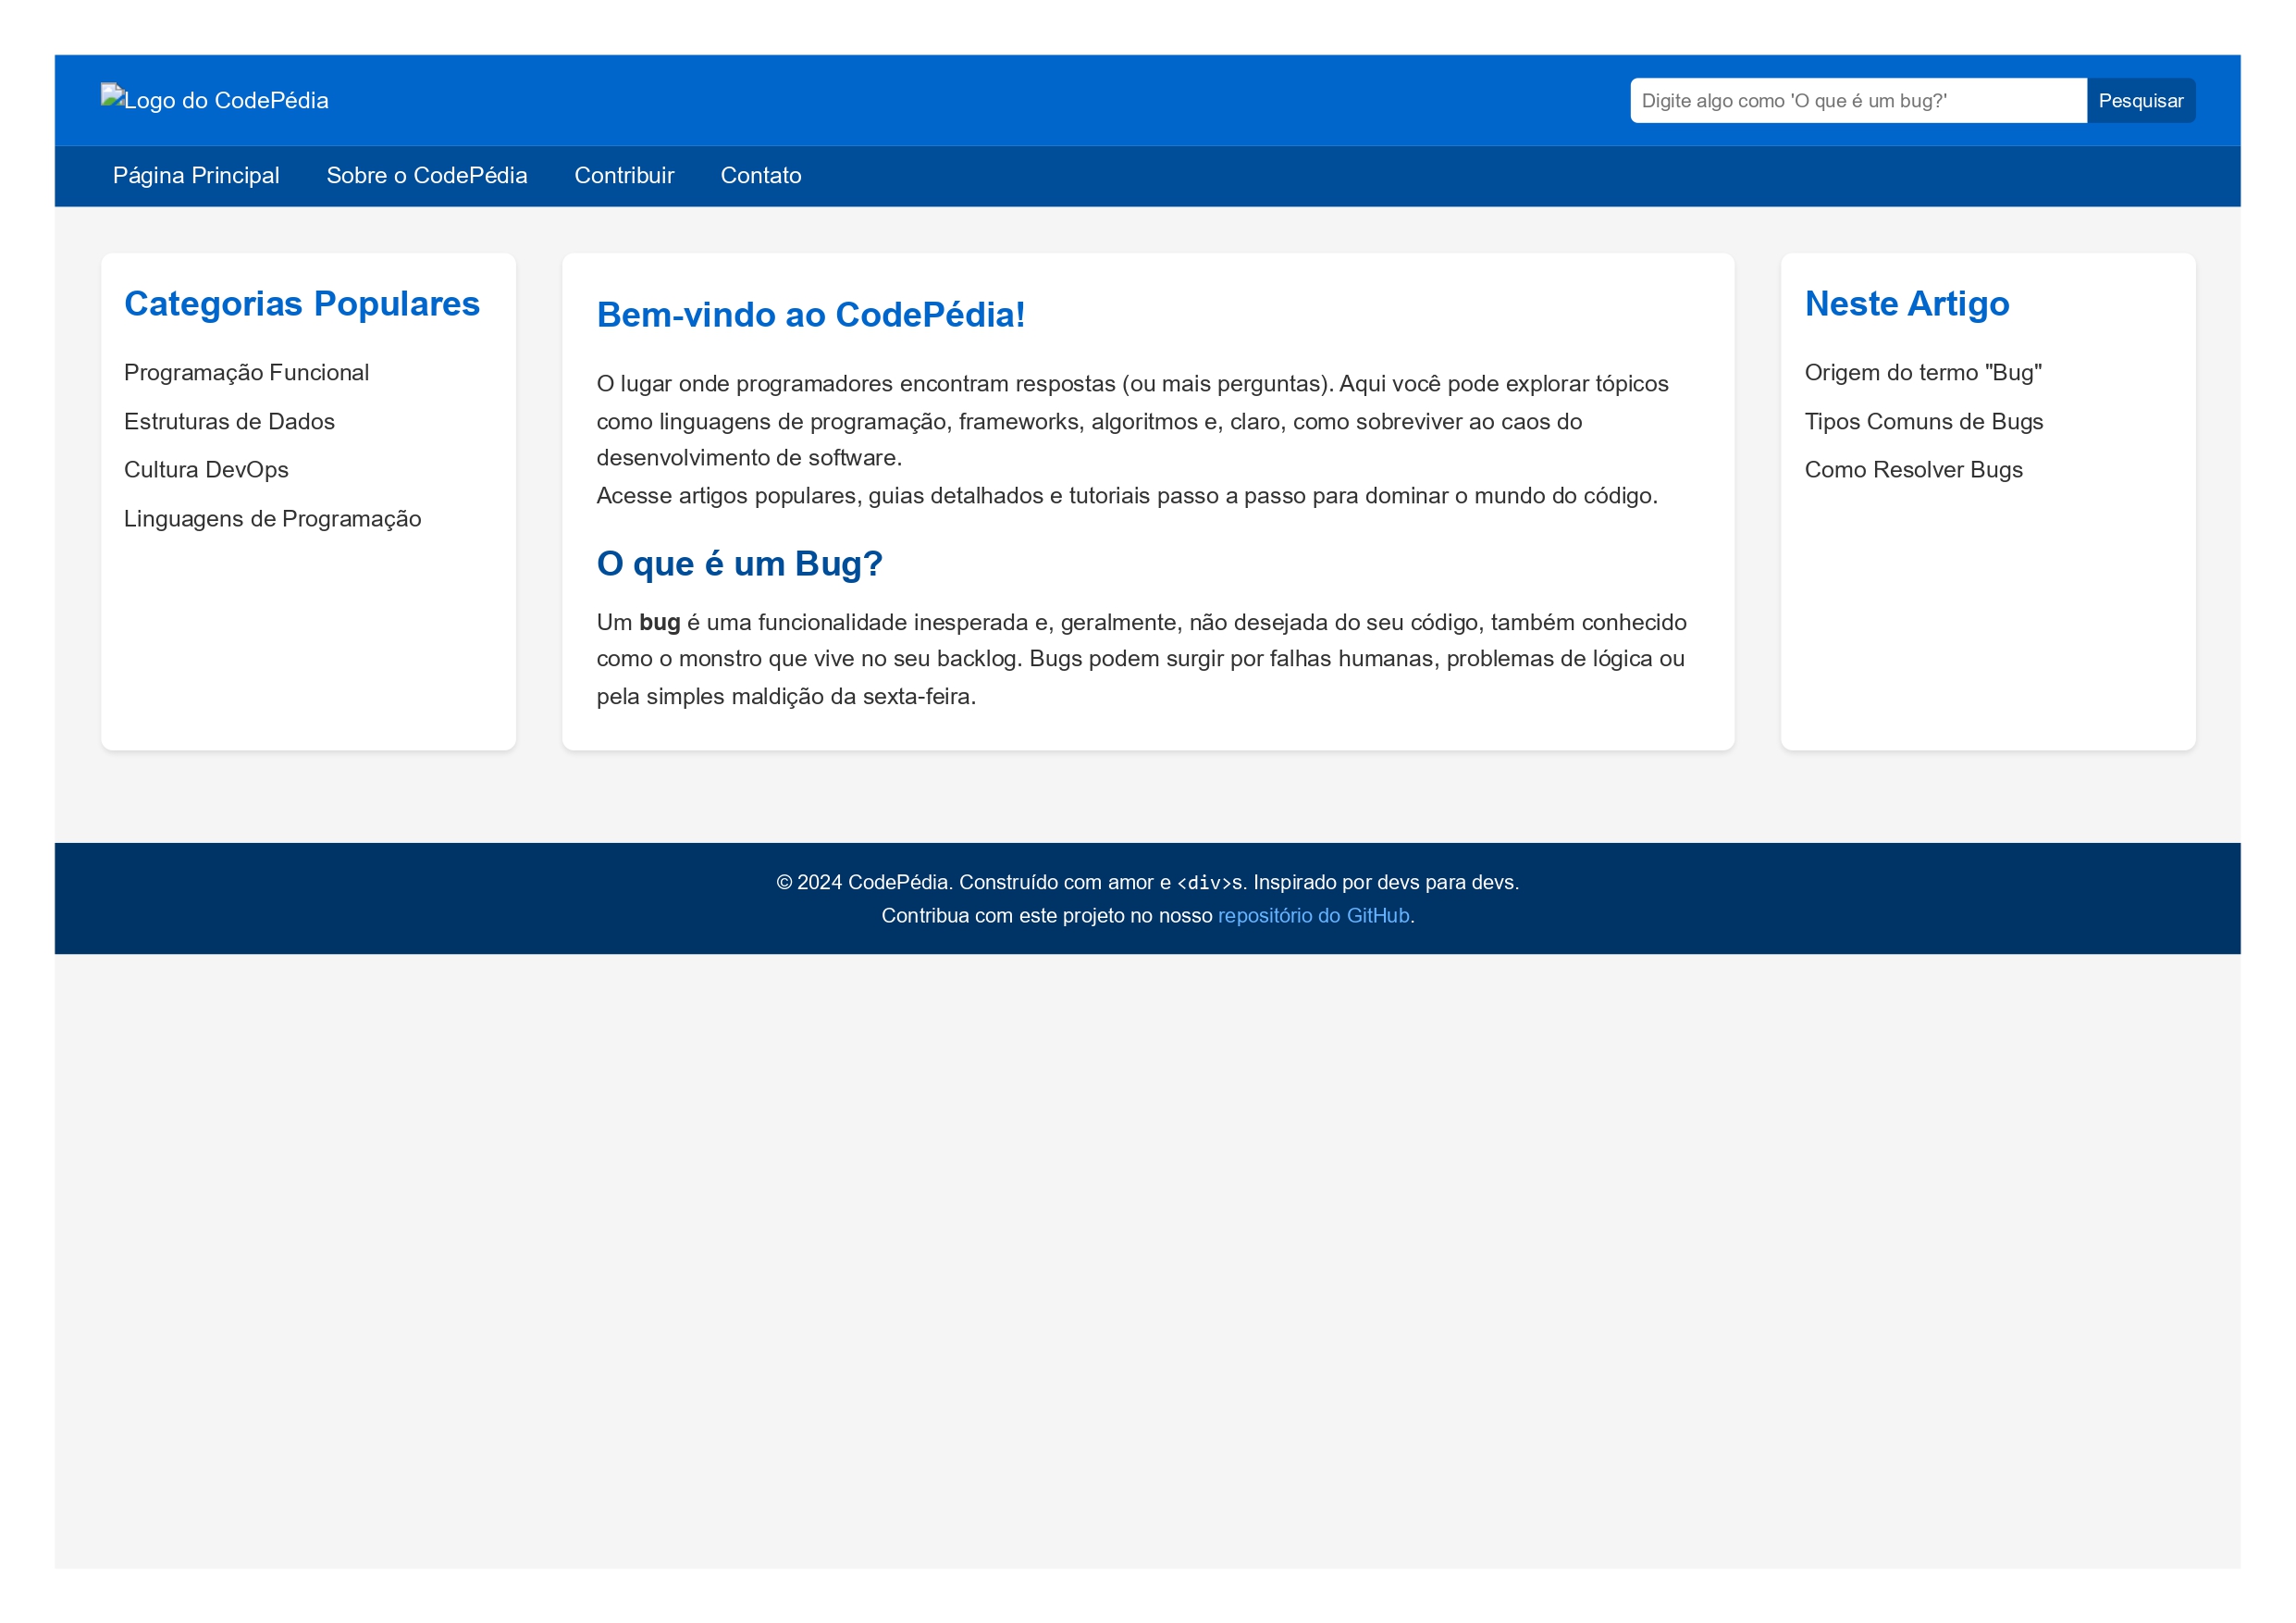 Logo do CodePédia
Digite algo como 'O que é um bug?'
Pesquisar
Página Principal
Sobre o CodePédia
Contribuir
Contato
Categorias Populares
Programação Funcional
Estruturas de Dados
Cultura DevOps
Linguagens de Programação
Bem-vindo ao CodePédia!
O lugar onde programadores encontram respostas (ou mais perguntas). Aqui você pode explorar tópicos
como linguagens de programação, frameworks, algoritmos e, claro, como sobreviver ao caos do
desenvolvimento de software.
Acesse artigos populares, guias detalhados e tutoriais passo a passo para dominar o mundo do código.
O que é um Bug?
Um bug é uma funcionalidade inesperada e, geralmente, não desejada do seu código, também conhecido
como o monstro que vive no seu backlog. Bugs podem surgir por falhas humanas, problemas de lógica ou
pela simples maldição da sexta-feira.
Neste Artigo
Origem do termo "Bug"
Tipos Comuns de Bugs
Como Resolver Bugs
© 2024 CodePédia. Construído com amor e <div>s. Inspirado por devs para devs.
Contribua com este projeto no nosso repositório do GitHub.